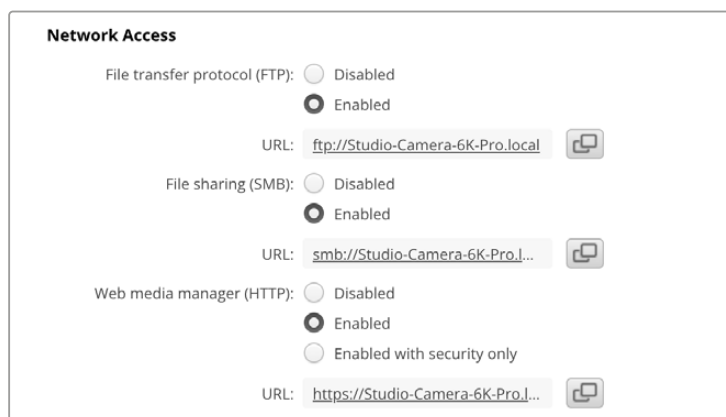 Network Access
File transfer protocol (FTP): Disabled
Enabled
URL: ftp://Studio-Camera-6K-Pro.local
File sharing (SMB): Disabled
Enabled
URL: smb://Studio-Camera-6K-Pro.l...
Web media manager (HTTP): Disabled
Enabled
Enabled with security only
URL: https://Studio-Camera-6K-Pro.l...